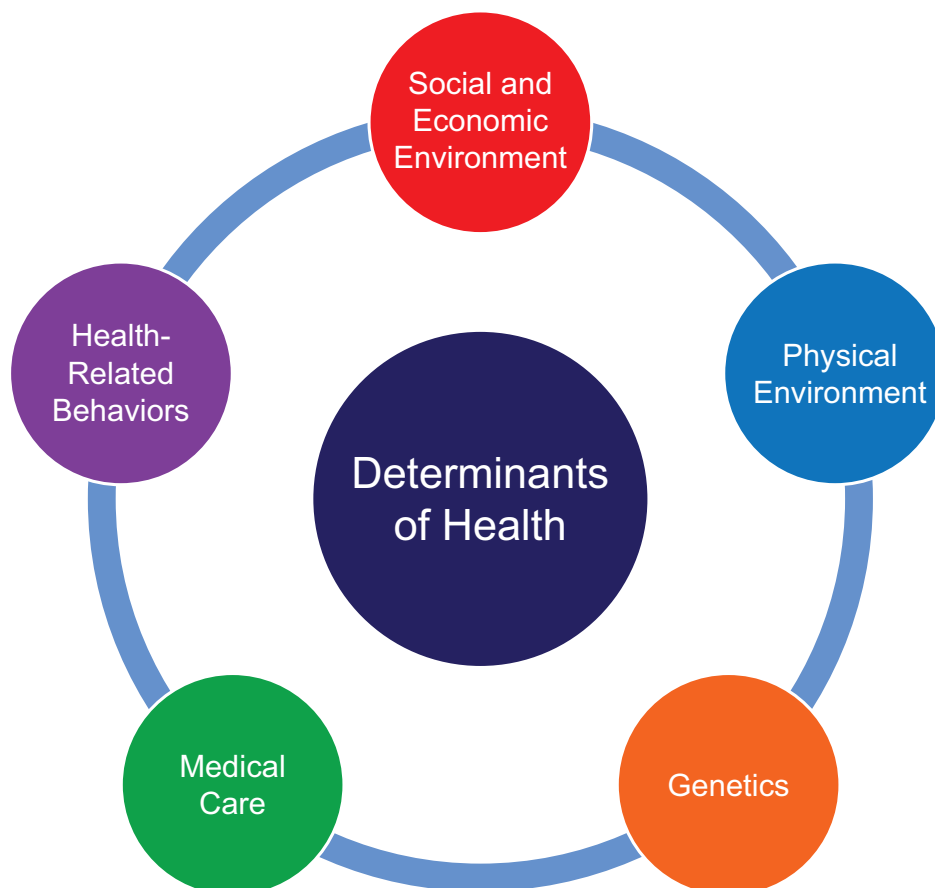 Social and
Economic
Environment
Physical
Environment
Genetics
Medical
Care
Health-
Related
Behaviors
Determinants
of Health